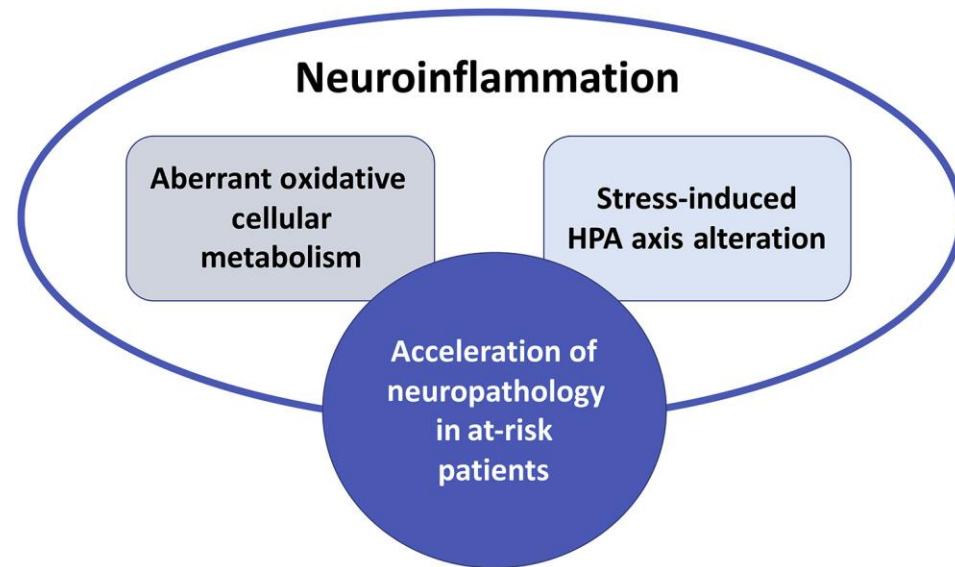 Neuroinflammation
Aberrant oxidative
cellular
metabolism
Stress-induced
HPA axis alteration
Acceleration of
neuropathology
in at-risk
patients